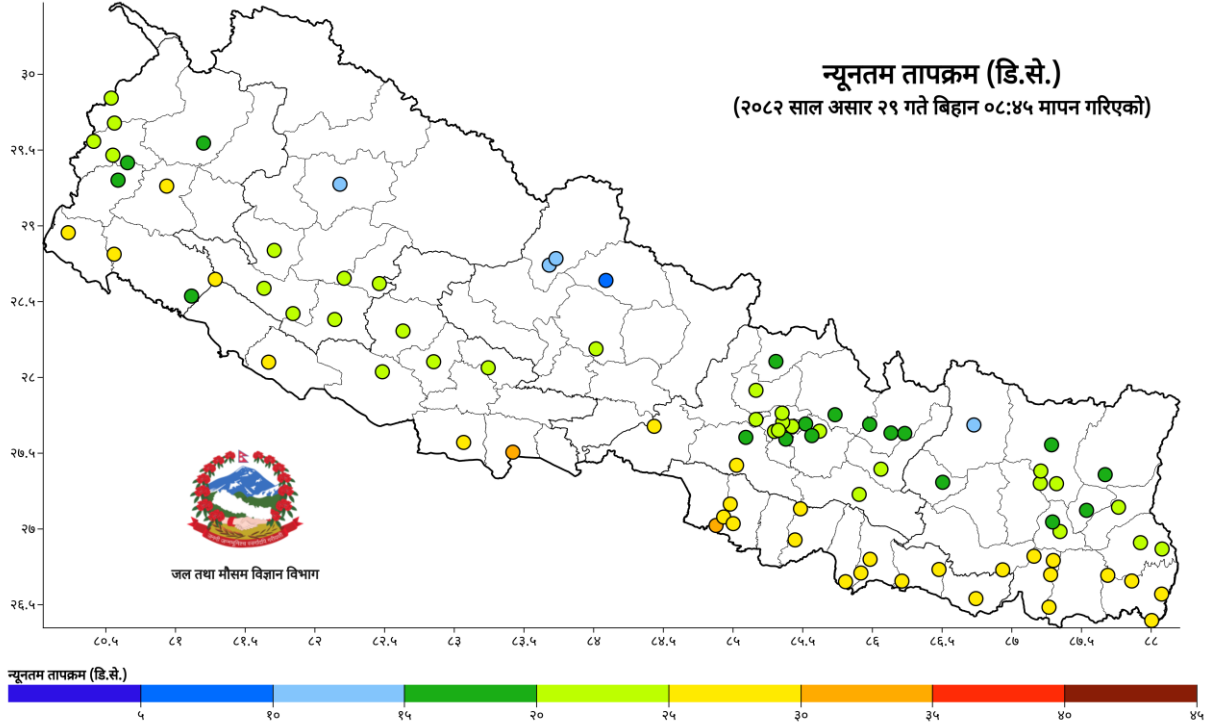 न्यूनतम तापक्रम (डि.से.)
(२०८२ साल असार २९ गते बिहान ०८:४५ मापन गरिएको)
३०
२९.५
२९
२८.५
२८
२७.५
२७
२६.५
जल तथा मौसम विज्ञान विभाग
८०.५ ८१ ८१.५ ८२ ८२.५ ८३ ८३.५ ८४ ८४.५ ८५ ८५.५ ८६ ८६.५ ८७ ८७.५ ८८
न्यूनतम तापक्रम (डि.से.)
५ १० १५ २० २५ ३० ३५ ४० ४५